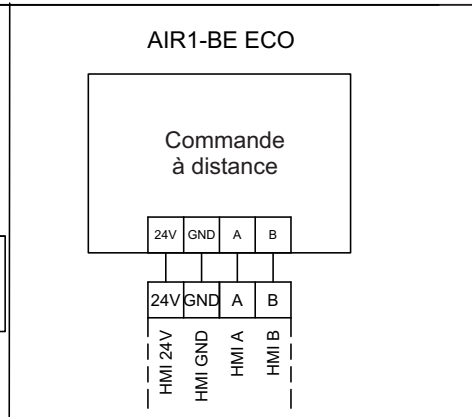 AIR1-BE ECO
Commande
à distance
24V GND A B
24V GND A B
HMI 24V
HMI GND
HMI A
HMI B